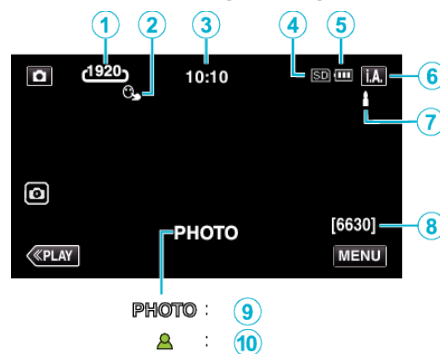 1 2 3 4 5
1920 10:10 SD i.A. 6
7
[6630] 8
PHOTO
≪PLAY MENU
PHOTO : 9
: 10